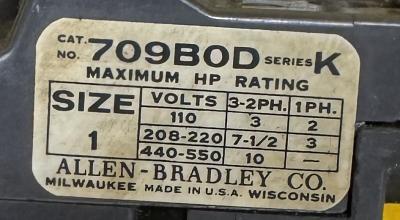 CAT. NO. 709BOD SERIES K
MAXIMUM HP RATING
SIZE 1
VOLTS 3-2PH. 1PH.
110 3 2
208-220 7-1/2 3
440-550 10 —
ALLEN-BRADLEY CO.
MILWAUKEE MADE IN U.S.A. WISCONSIN